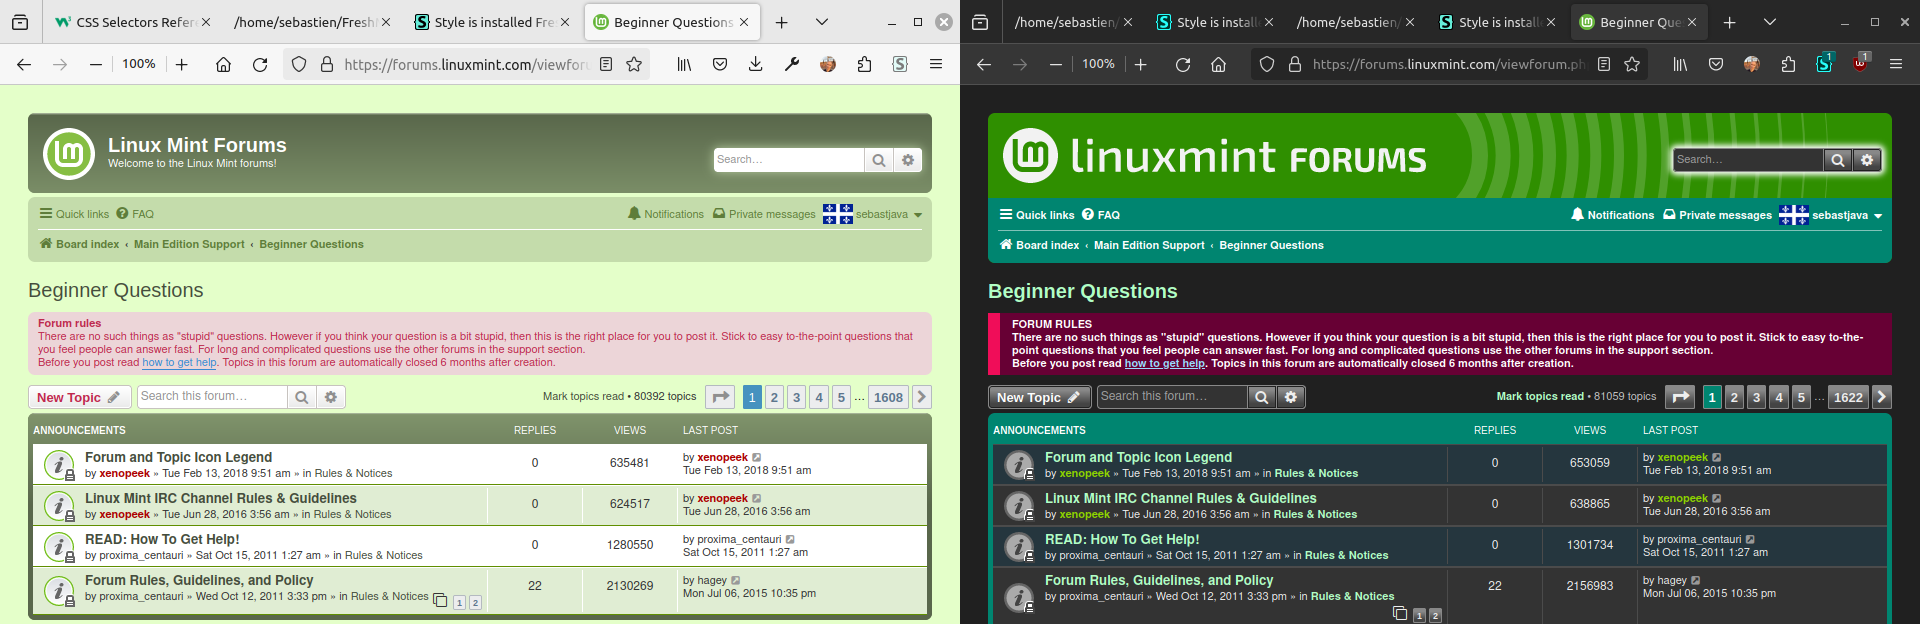 CSS Selectors Refer
/home/sebastien/Fresh
Style is installed Fre
Beginner Questions
100%
https://forums.linuxmint.com/viewforu
Linux Mint Forums
Welcome to the Linux Mint forums!
Search…
Quick links
FAQ
Notifications
Private messages
sebastjava
Board index ‹ Main Edition Support ‹ Beginner Questions
Beginner Questions
Forum rules
There are no such things as "stupid" questions. However if you think your question is a bit stupid, then this is the right place for you to post it. Stick to easy to-the-point questions that
you feel people can answer fast. For long and complicated questions use the other forums in the support section.
Before you post read how to get help. Topics in this forum are automatically closed 6 months after creation.
New Topic
Search this forum…
Mark topics read • 80392 topics
1 2 3 4 5 … 1608
ANNOUNCEMENTS REPLIES VIEWS LAST POST
Forum and Topic Icon Legend
by xenopeek » Tue Feb 13, 2018 9:51 am » in Rules & Notices
0
635481
by xenopeek
Tue Feb 13, 2018 9:51 am
Linux Mint IRC Channel Rules & Guidelines
by xenopeek » Tue Jun 28, 2016 3:56 am » in Rules & Notices
0
624517
by xenopeek
Tue Jun 28, 2016 3:56 am
READ: How To Get Help!
by proxima_centauri » Sat Oct 15, 2011 1:27 am » in Rules & Notices
0
1280550
by proxima_centauri
Sat Oct 15, 2011 1:27 am
Forum Rules, Guidelines, and Policy
by proxima_centauri » Wed Oct 12, 2011 3:33 pm » in Rules & Notices
1 2
22
2130269
by hagey
Mon Jul 06, 2015 10:35 pm
/home/sebastien/
Style is install
/home/sebastien/
Style is install
Beginner Que
100%
https://forums.linuxmint.com/viewforum.ph
1
1
linuxmint FORUMS
Search…
Quick links
FAQ
Notifications
Private messages
sebastjava
Board index ‹ Main Edition Support ‹ Beginner Questions
Beginner Questions
FORUM RULES
There are no such things as "stupid" questions. However if you think your question is a bit stupid, then this is the right place for you to post it. Stick to easy to-the-
point questions that you feel people can answer fast. For long and complicated questions use the other forums in the support section.
Before you post read how to get help. Topics in this forum are automatically closed 6 months after creation.
New Topic
Search this forum…
Mark topics read • 81059 topics
1 2 3 4 5 … 1622
ANNOUNCEMENTS REPLIES VIEWS LAST POST
Forum and Topic Icon Legend
by xenopeek » Tue Feb 13, 2018 9:51 am » in Rules & Notices
0
653059
by xenopeek
Tue Feb 13, 2018 9:51 am
Linux Mint IRC Channel Rules & Guidelines
by xenopeek » Tue Jun 28, 2016 3:56 am » in Rules & Notices
0
638865
by xenopeek
Tue Jun 28, 2016 3:56 am
READ: How To Get Help!
by proxima_centauri » Sat Oct 15, 2011 1:27 am » in Rules & Notices
0
1301734
by proxima_centauri
Sat Oct 15, 2011 1:27 am
Forum Rules, Guidelines, and Policy
by proxima_centauri » Wed Oct 12, 2011 3:33 pm » in Rules & Notices
1 2
22
2156983
by hagey
Mon Jul 06, 2015 10:35 pm